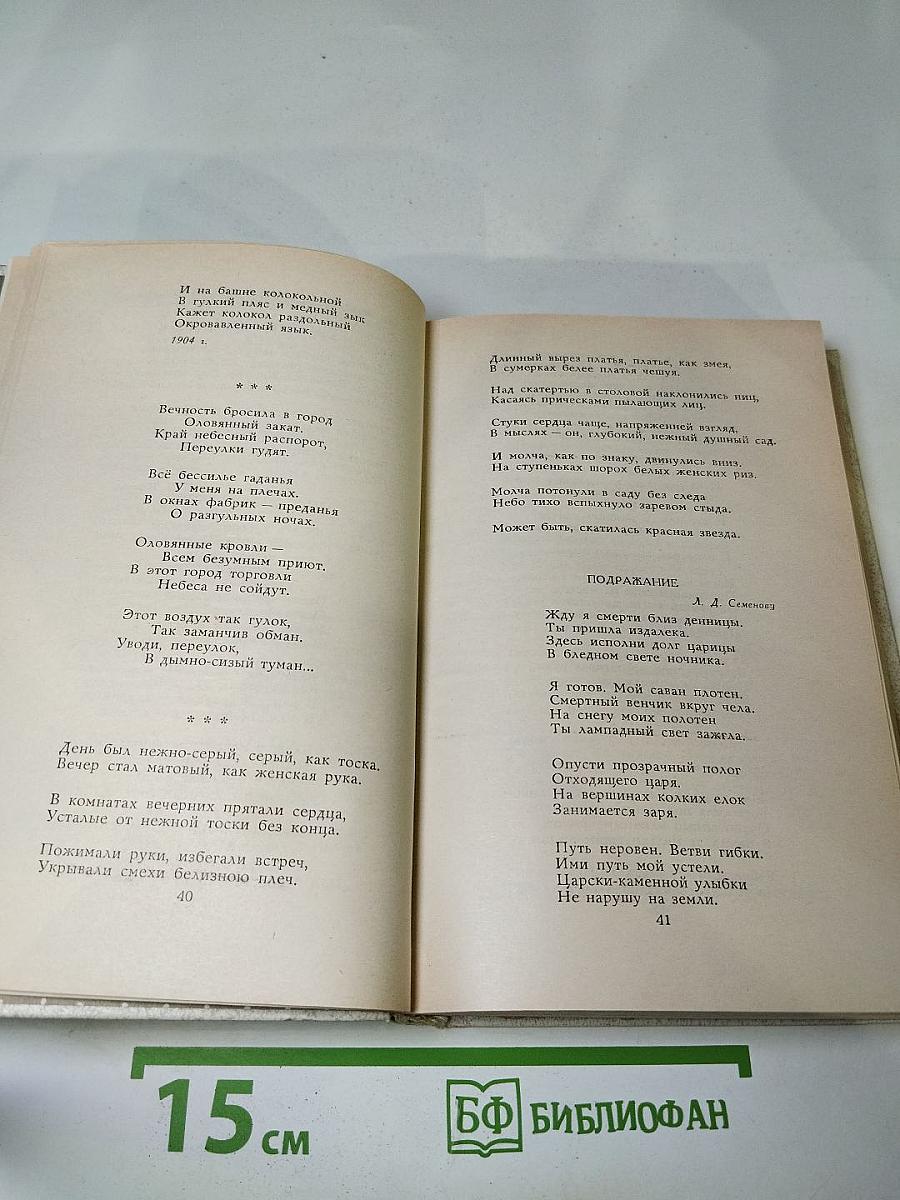 И на башне колокольной
В гулкий пляс и медный зык
Кажет колокол раздольный
Окровавленный язык.
1904 г.
* * *
Вечность бросила в город
Оловянный закат.
Край небесный распорот,
Переулки гудят.
Всё бессилье гаданья
У меня на плечах.
В окнах фабрик — преданья
О разгульных ночах.
Оловянные кровли —
Всем безумным приют.
В этот город торговли
Небеса не сойдут.
Этот воздух так гулок,
Так заманчив обман.
Уводи, переулок,
В дымно-сизый туман...
* * *
День был нежно-серый, серый, как тоска.
Вечер стал матовый, как женская рука.
В комнатах вечерних прятали сердца,
Усталые от нежной тоски без конца.
Пожимали руки, избегали встреч,
Укрывали смехи белизною плеч.
40
Длинный вырез платья, платье, как змея,
В сумерках белее платья чешуя.
Над скатертью в столовой наклонились ниц,
Касаясь прическами пылающих лиц.
Стуки сердца чаще, напряженней взгляд,
В мыслях — он, глубокий, нежный душный сад.
И молча, как по знаку, двинулись вниз.
На ступеньках шорох белых женских риз.
Молча потонули в саду без следа
Небо тихо вспыхнуло заревом стыда.
Может быть, скатилась красная звезда.
ПОДРАЖАНИЕ
Л. Д. Семенову
Жду я смерти близ денницы.
Ты пришла издалека.
Здесь исполни долг царицы
В бледном свете ночника.
Я готов. Мой саван плотен.
Смертный венчик вкруг чела.
На снегу моих полотен
Ты лампадный свет зажгла.
Опусти прозрачный полог
Отходящего царя.
На вершинах колких елок
Занимается заря.
Путь неровен. Ветви гибки.
Ими путь мой устели.
Царски-каменной улыбки
Не нарушу на земли.
41
15 см
БФ БИБЛИОФАН